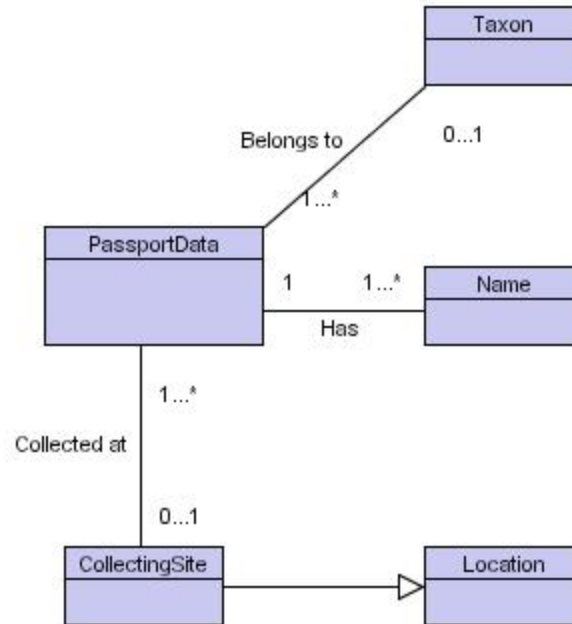 Taxon
Belongs to
0...1
1...*
PassportData
1
1...*
Name
Has
1...*
Collected at
0...1
CollectingSite
Location